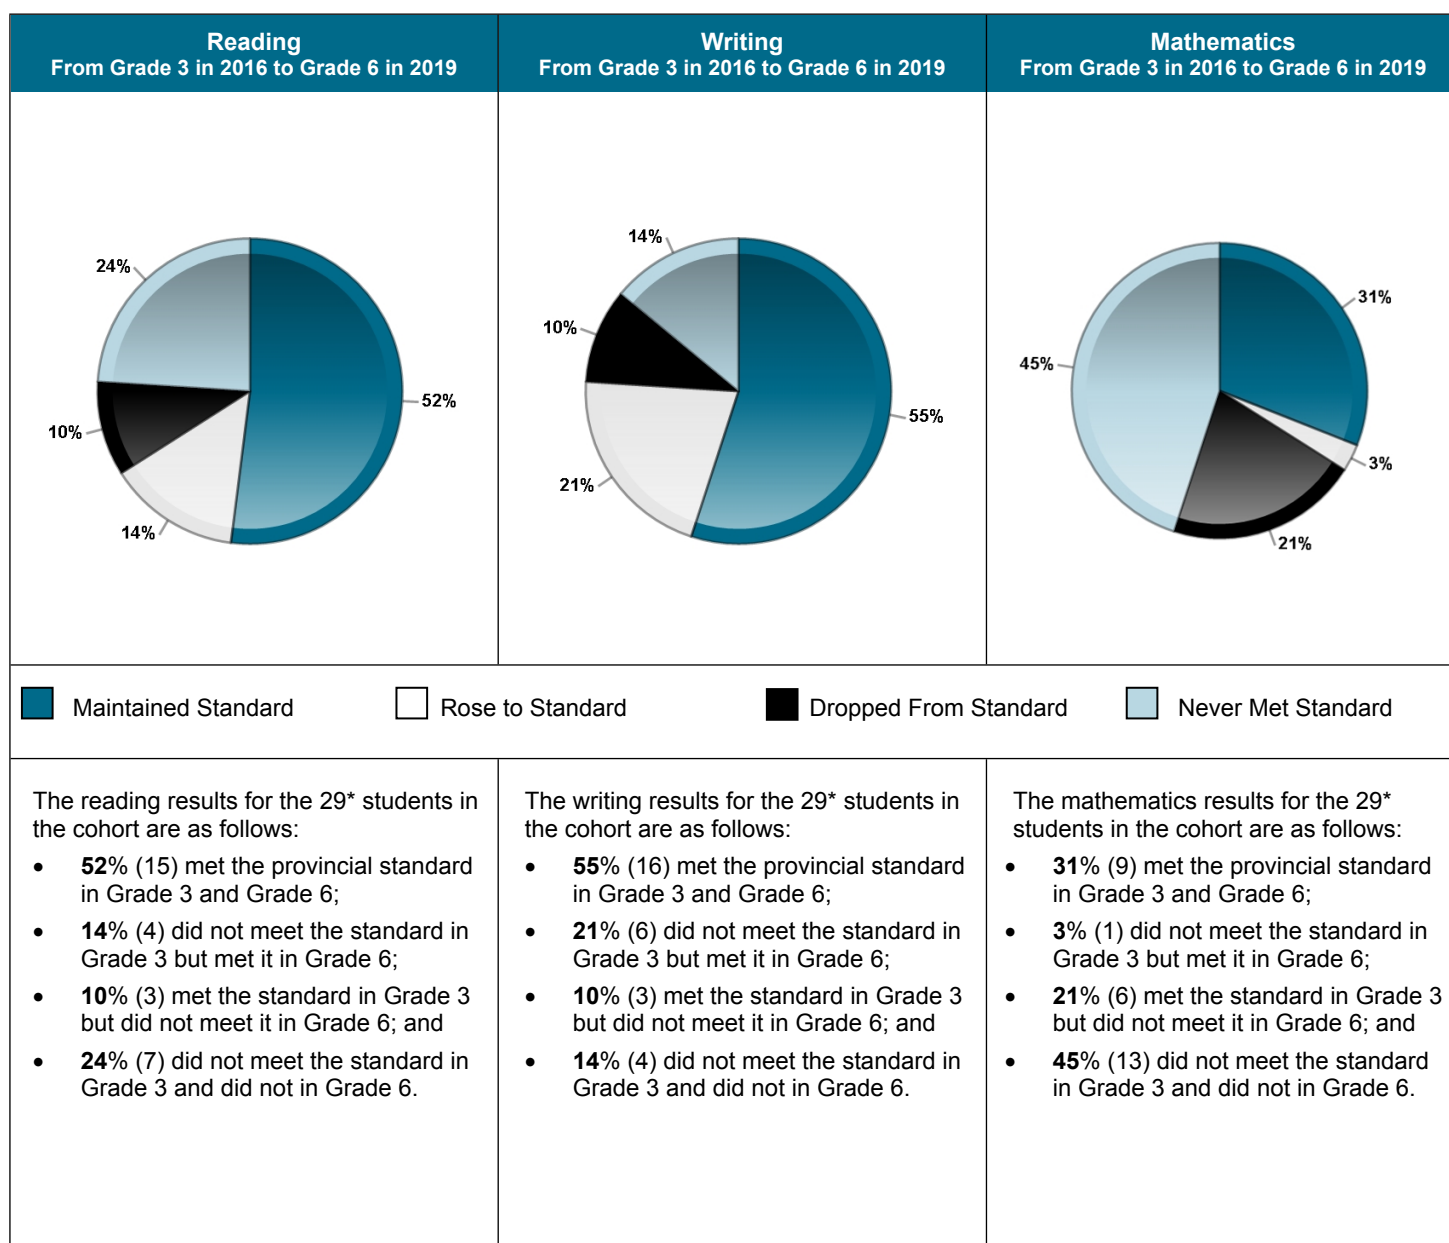 Reading
From Grade 3 in 2016 to Grade 6 in 2019
Writing
From Grade 3 in 2016 to Grade 6 in 2019
Mathematics
From Grade 3 in 2016 to Grade 6 in 2019
24%
52%
10%
14%
14%
10%
55%
21%
31%
45%
3%
21%
Maintained Standard
Rose to Standard
Dropped From Standard
Never Met Standard
The reading results for the 29* students in
the cohort are as follows:
• 52% (15) met the provincial standard
in Grade 3 and Grade 6;
• 14% (4) did not meet the standard in
Grade 3 but met it in Grade 6;
• 10% (3) met the standard in Grade 3
but did not meet it in Grade 6; and
• 24% (7) did not meet the standard in
Grade 3 and did not in Grade 6.
The writing results for the 29* students in
the cohort are as follows:
• 55% (16) met the provincial standard
in Grade 3 and Grade 6;
• 21% (6) did not meet the standard in
Grade 3 but met it in Grade 6;
• 10% (3) met the standard in Grade 3
but did not meet it in Grade 6; and
• 14% (4) did not meet the standard in
Grade 3 and did not in Grade 6.
The mathematics results for the 29*
students in the cohort are as follows:
• 31% (9) met the provincial standard
in Grade 3 and Grade 6;
• 3% (1) did not meet the standard in
Grade 3 but met it in Grade 6;
• 21% (6) met the standard in Grade 3
but did not meet it in Grade 6; and
• 45% (13) did not meet the standard
in Grade 3 and did not in Grade 6.